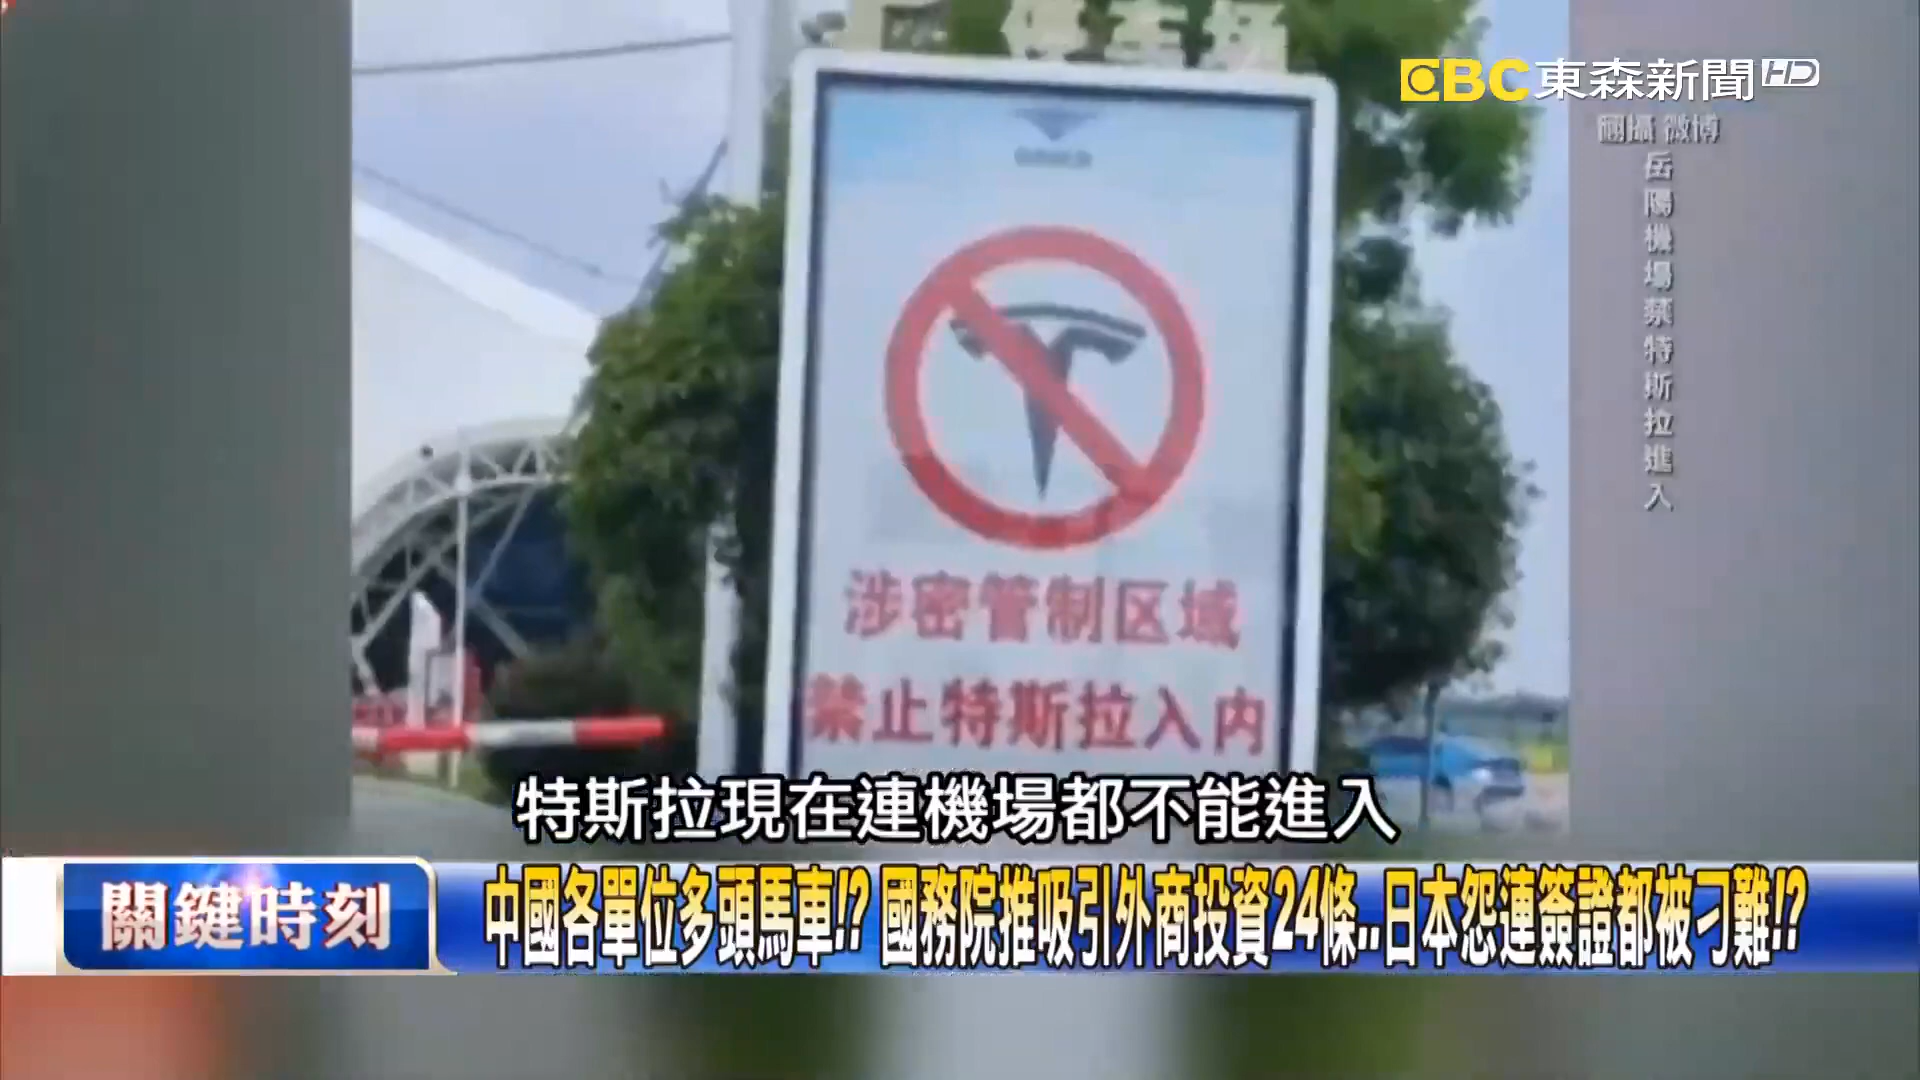 EBC東森新聞HD
翻攝 微博
岳陽機場禁特斯拉進入
涉密管制区域
禁止特斯拉入内
特斯拉現在連機場都不能進入
關鍵時刻
中國各單位多頭馬車!? 國務院推吸引外商投資24條..日本怨連簽證都被刁難!?